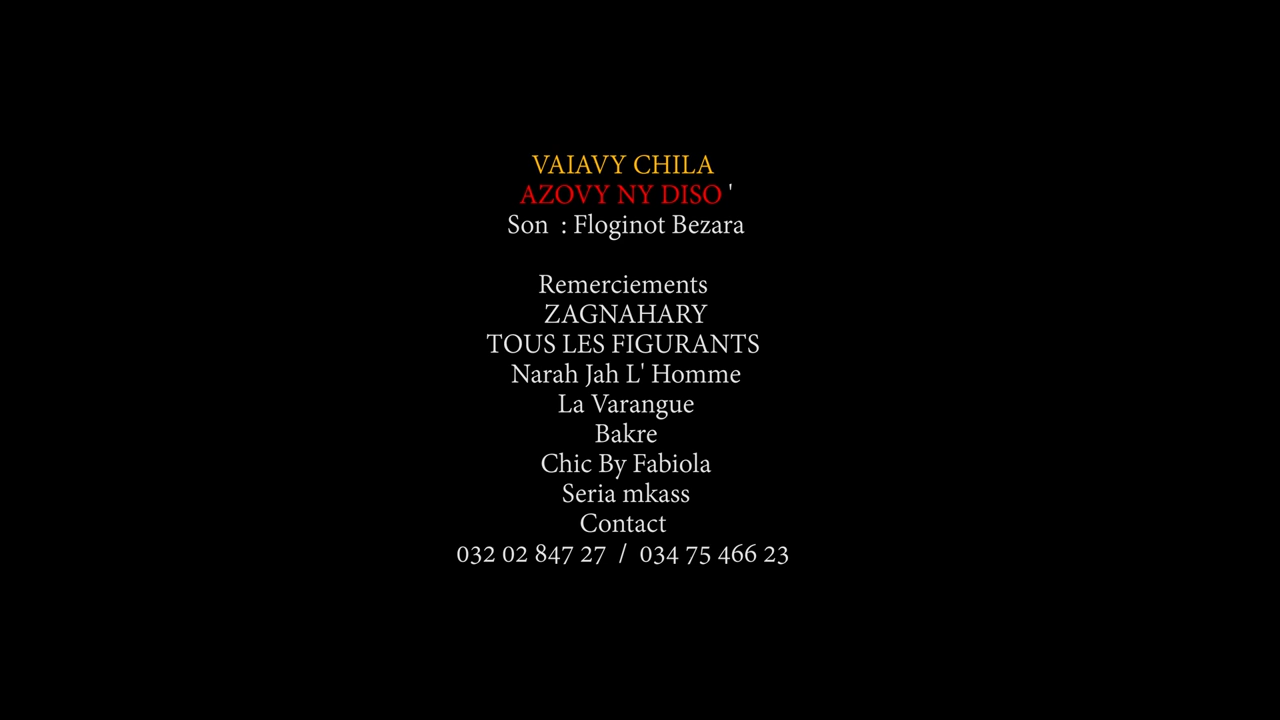 VAIAVY CHILA
AZOVY NY DISO '
Son : Floginot Bezara
Remerciements
ZAGNAHARY
TOUS LES FIGURANTS
Narah Jah L' Homme
La Varangue
Bakre
Chic By Fabiola
Seria mkass
Contact
032 02 847 27 / 034 75 466 23